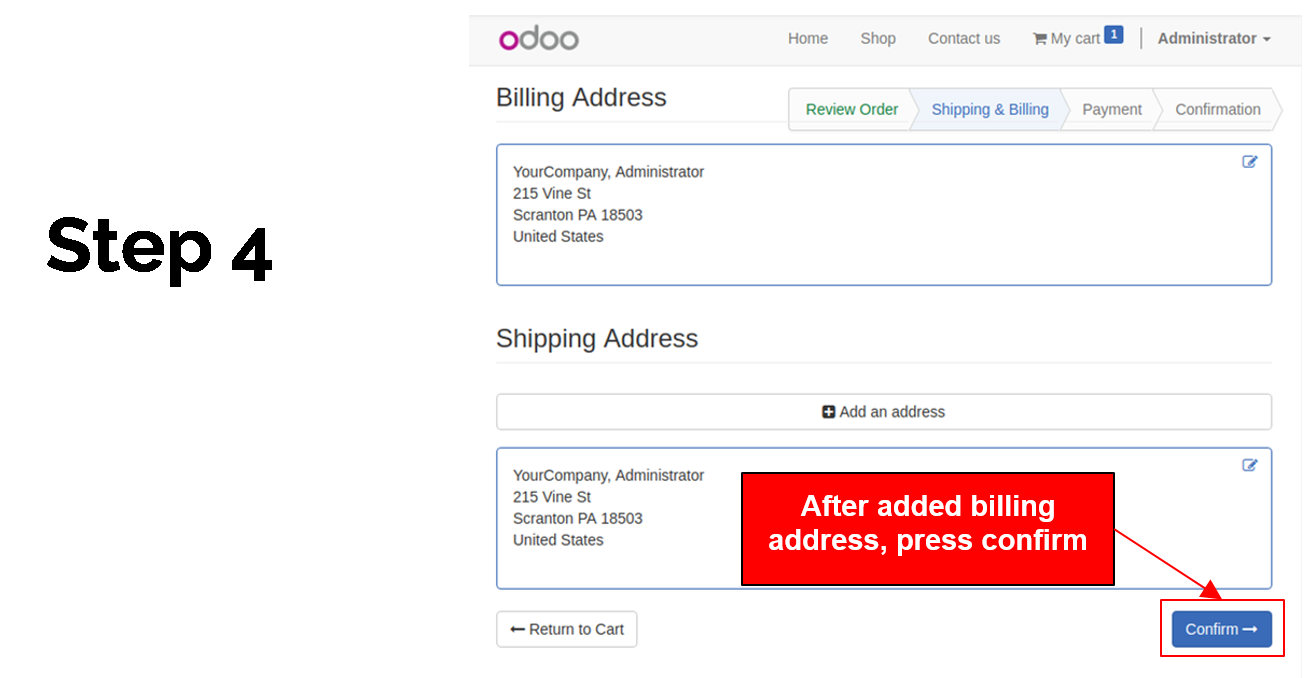 odoo
Home Shop Contact us My cart 1 Administrator
Billing Address
Review Order Shipping & Billing Payment Confirmation
YourCompany, Administrator
215 Vine St
Scranton PA 18503
United States
Step 4
Shipping Address
Add an address
YourCompany, Administrator
215 Vine St
Scranton PA 18503
United States
After added billing
address, press confirm
Return to Cart
Confirm